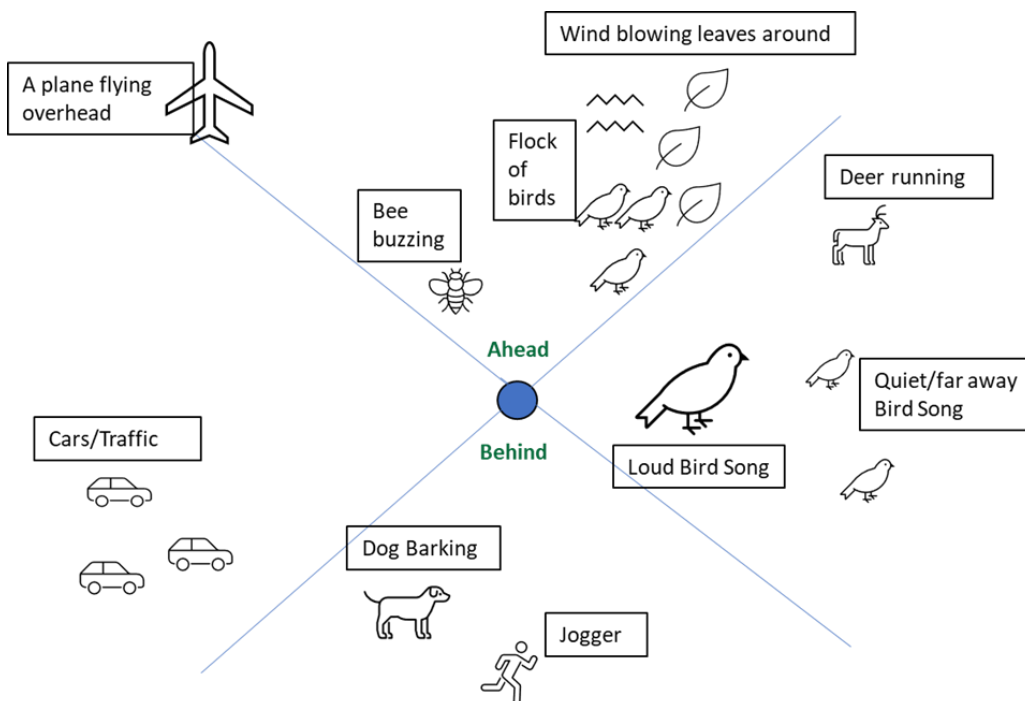 Wind blowing leaves around
A plane flying
overhead
Flock
of
birds
Deer running
Bee
buzzing
Ahead
Quiet/far away
Bird Song
Cars/Traffic
Behind
Loud Bird Song
Dog Barking
Jogger